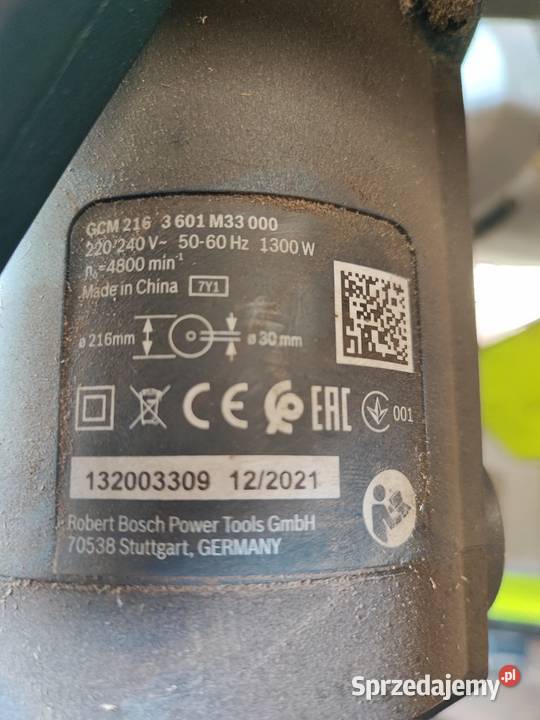 GCM 216 3 601 M33 000
220-240 V~ 50-60 Hz 1300 W
n₀=4800 min⁻¹
Made in China 7Y1
ø 216mm ø 30 mm
CE EAC 001
132003309 12/2021
Robert Bosch Power Tools GmbH
70538 Stuttgart, GERMANY
Sprzedajemy.pl